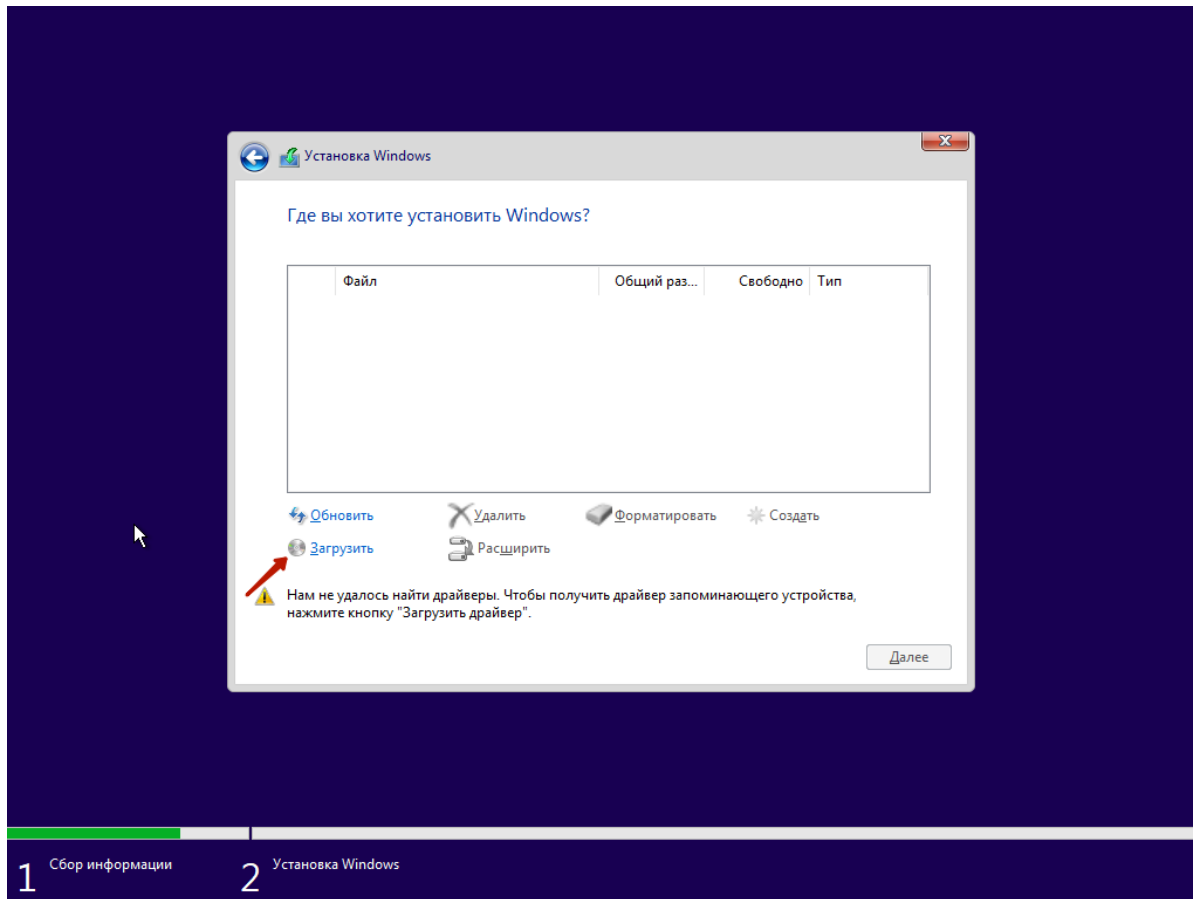 Установка Windows
Где вы хотите установить Windows?
Файл Общий раз... Свободно Тип
Обновить Удалить Форматировать Создать
Загрузить Расширить
Нам не удалось найти драйверы. Чтобы получить драйвер запоминающего устройства,
нажмите кнопку "Загрузить драйвер".
Далее
1 Сбор информации 2 Установка Windows